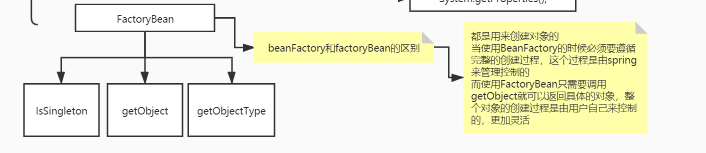 System.getProperties();
FactoryBean
beanFactory和factoryBean的区别
都是用来创建对象的
当使用BeanFactory的时候必须要遵循
完整的创建过程，这个过程是由spring
来管理控制的
而使用FactoryBean只需要调用
getObject就可以返回具体的对象，整
个对象的创建过程是由用户自己来控制
的，更加灵活
IsSingleton
getObject
getObjectType